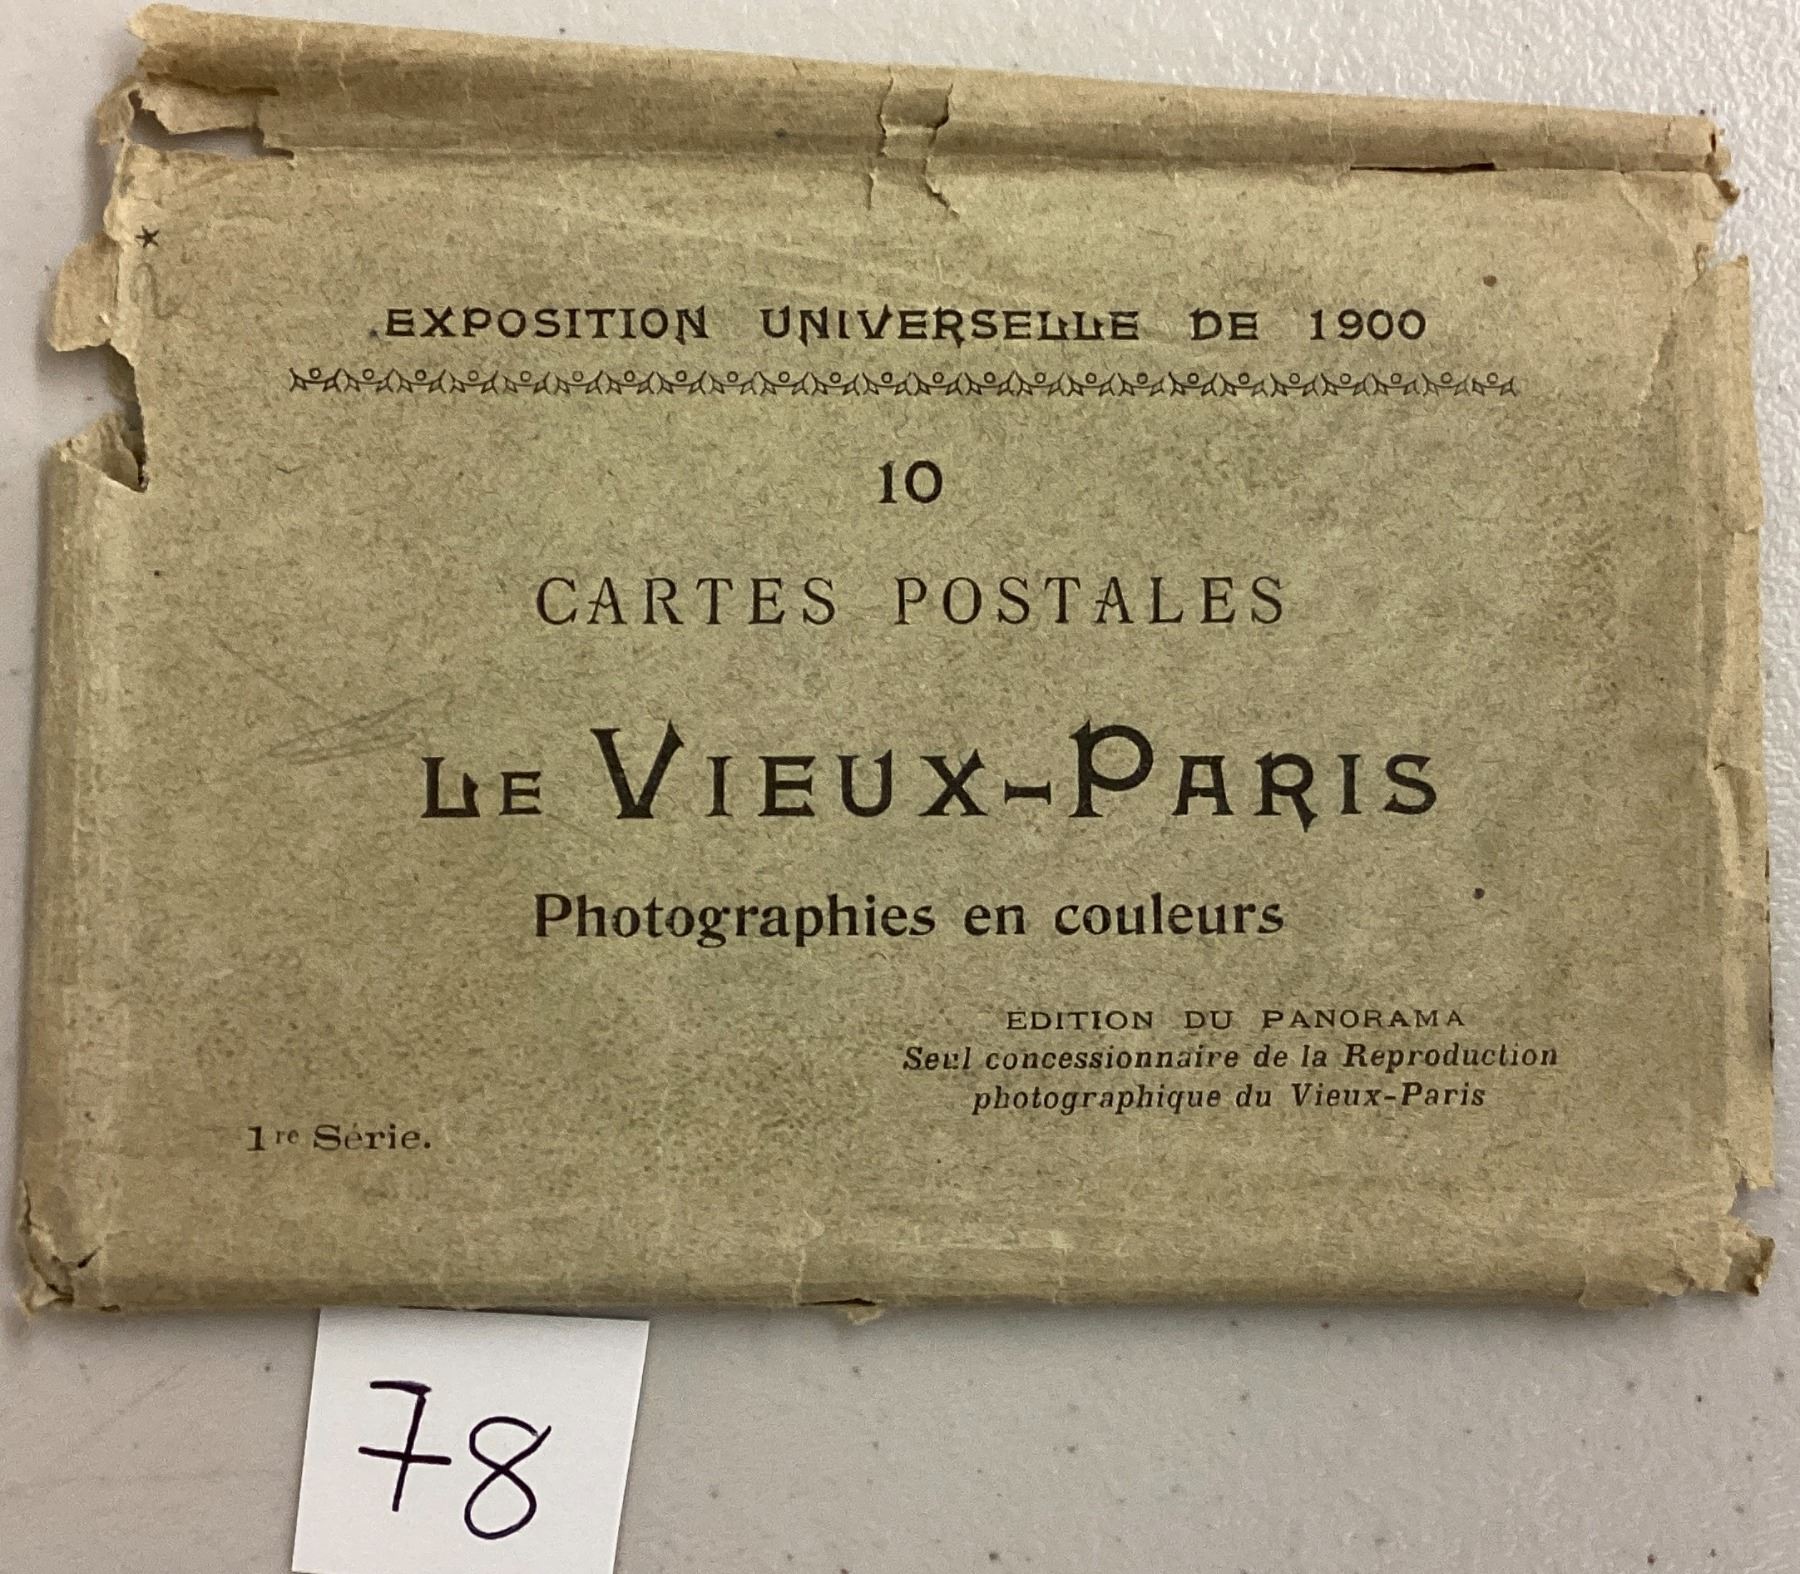 EXPOSITION UNIVERSELLE DE 1900
10
CARTES POSTALES
LE VIEUX-PARIS
Photographies en couleurs
EDITION DU PANORAMA
Seul concessionnaire de la Reproduction
photographique du Vieux-Paris
1re Série.
78